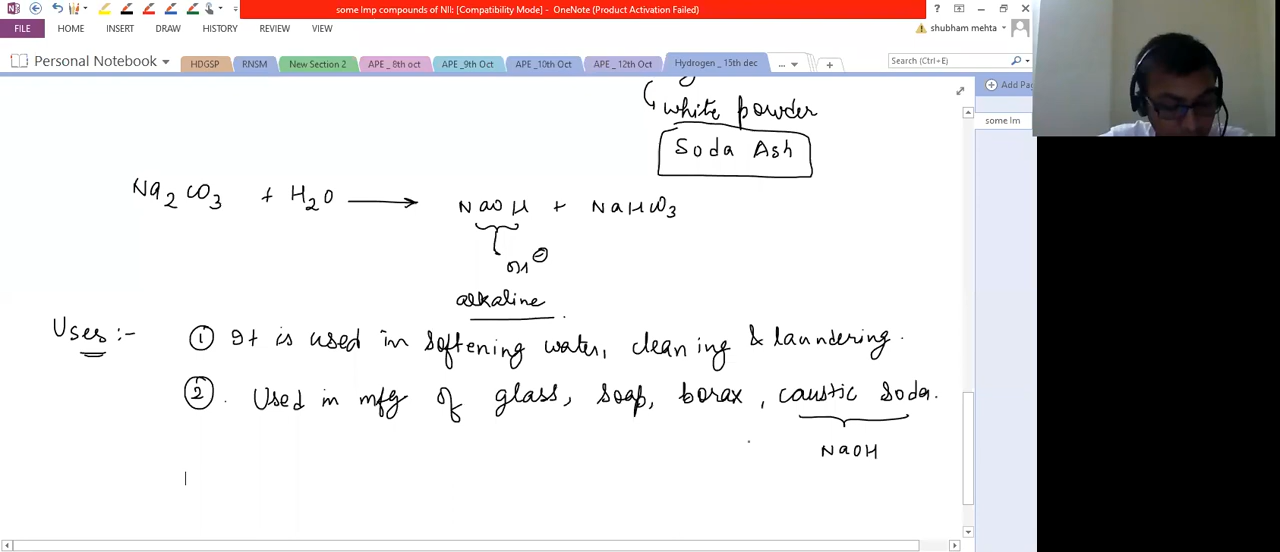 some Imp compounds of NII: [Compatibility Mode] - OneNote (Product Activation Failed)
FILE HOME INSERT DRAW HISTORY REVIEW VIEW
shubham mehta
Personal Notebook HDGSP RNSM New Section 2 APE _ 8th oct APE _9th Oct APE _10th Oct APE _ 12th Oct Hydrogen _ 15th dec ... + Search (Ctrl+E)
Add Pag
some Im
white powder
Soda Ash
Na2CO3 + H2O → NaOH + NaHCO3
OH⊖
alkaline
Uses :-
① It is used in softening water, cleaning & laundering.
② . Used in mfg of glass, soap, borax, caustic soda.
NaOH